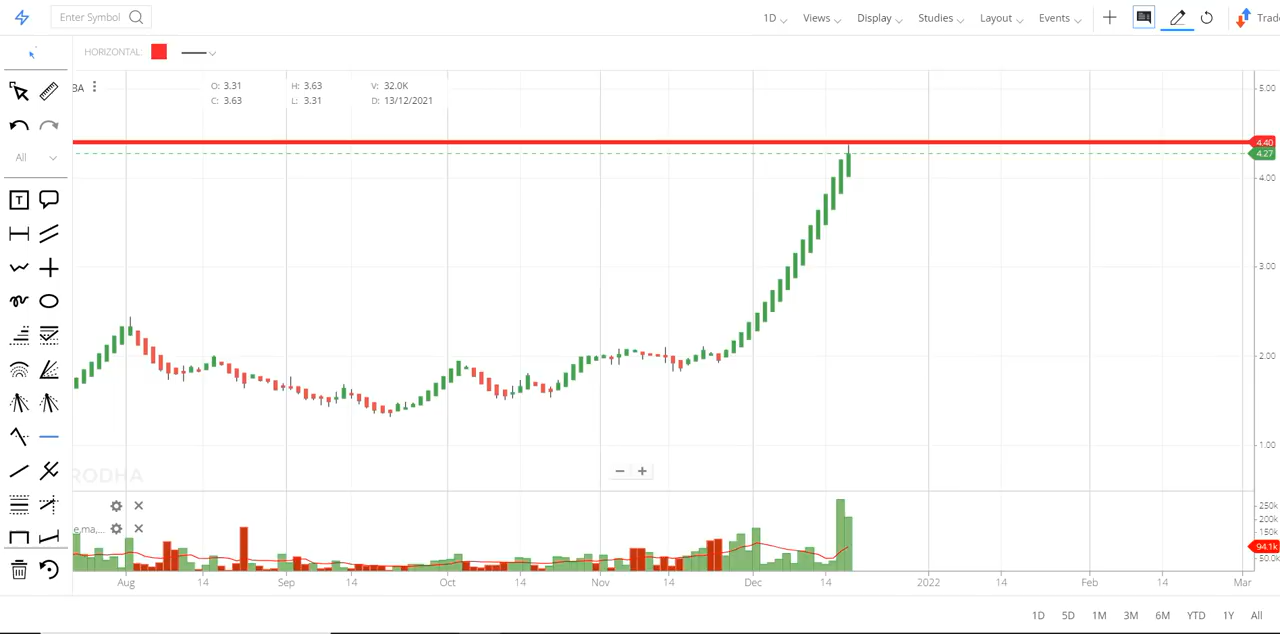 Enter Symbol 1D Views Display Studies Layout Events Trade
HORIZONTAL
BA O: 3.31 H: 3.63 V: 32.0K
C: 3.63 L: 3.31 D: 13/12/2021
5.00
4.40
4.27
All
4.00
T
3.00
2.00
1.00
RODHA
250k
200k
e,ma,...
150k
94.1k
50.0k
Aug 14 Sep 14 Oct 14 Nov 14 Dec 14 2022 14 Feb 14 Mar
1D 5D 1M 3M 6M YTD 1Y All